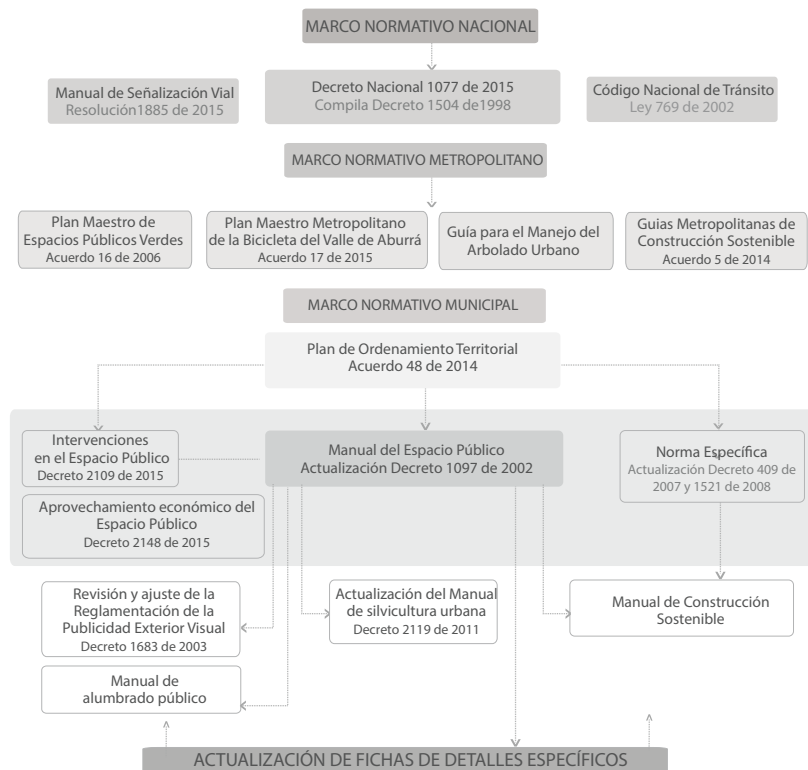 MARCO NORMATIVO NACIONAL
Manual de Señalización Vial
Resolución1885 de 2015
Decreto Nacional 1077 de 2015
Compila Decreto 1504 de1998
Código Nacional de Tránsito
Ley 769 de 2002
MARCO NORMATIVO METROPOLITANO
Plan Maestro de
Espacios Públicos Verdes
Acuerdo 16 de 2006
Plan Maestro Metropolitano
de la Bicicleta del Valle de Aburrá
Acuerdo 17 de 2015
Guía para el Manejo del
Arbolado Urbano
Guias Metropolitanas de
Construcción Sostenible
Acuerdo 5 de 2014
MARCO NORMATIVO MUNICIPAL
Plan de Ordenamiento Territorial
Acuerdo 48 de 2014
Intervenciones
en el Espacio Público
Decreto 2109 de 2015
Manual del Espacio Público
Actualización Decreto 1097 de 2002
Norma Específica
Actualización Decreto 409 de
2007 y 1521 de 2008
Aprovechamiento económico del
Espacio Público
Decreto 2148 de 2015
Revisión y ajuste de la
Reglamentación de la
Publicidad Exterior Visual
Decreto 1683 de 2003
Actualización del Manual
de silvicultura urbana
Decreto 2119 de 2011
Manual de Construcción
Sostenible
Manual de
alumbrado público
ACTUALIZACIÓN DE FICHAS DE DETALLES ESPECÍFICOS